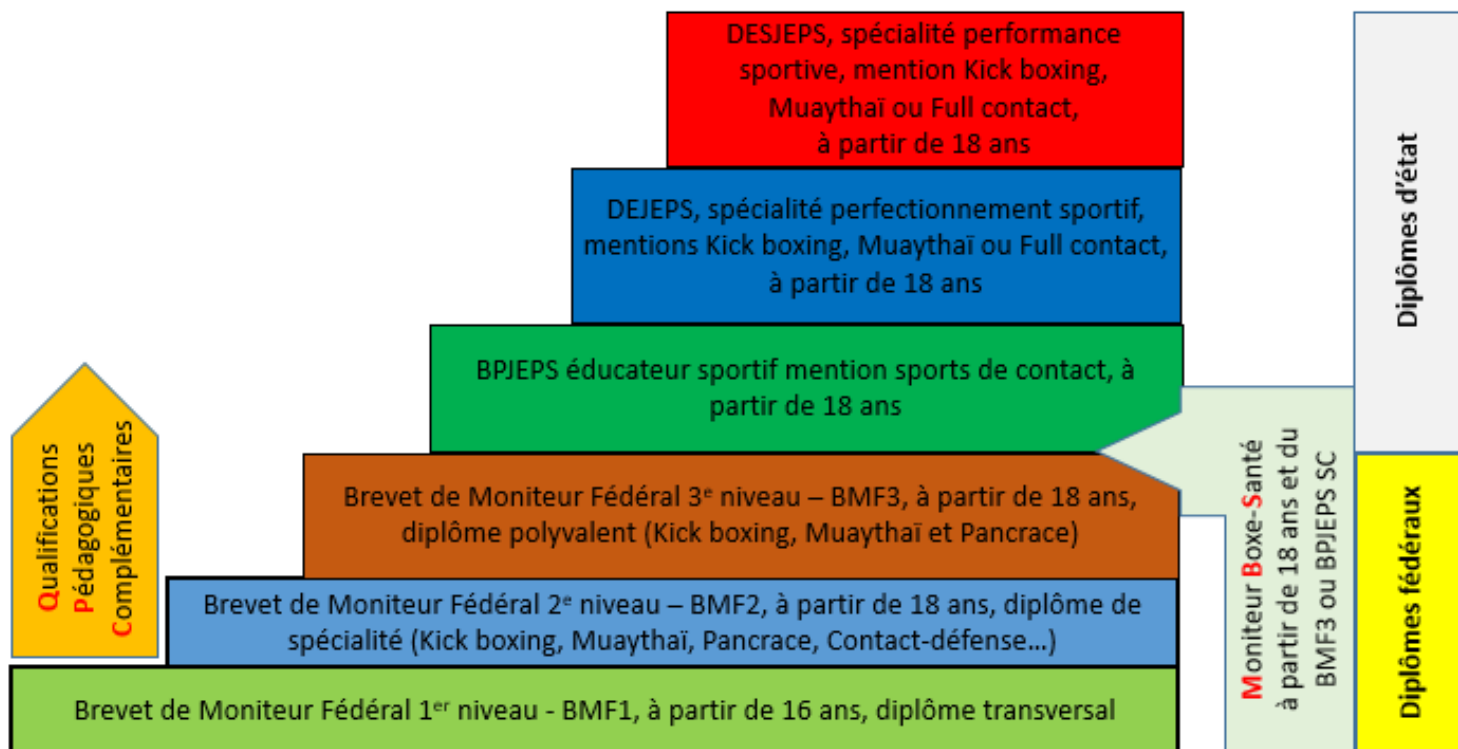 DESJEPS, spécialité performance
sportive, mention Kick boxing,
Muaythaï ou Full contact,
à partir de 18 ans
DEJEPS, spécialité perfectionnement sportif,
mentions Kick boxing, Muaythaï ou Full contact,
à partir de 18 ans
BPJEPS éducateur sportif mention sports de contact, à
partir de 18 ans
Brevet de Moniteur Fédéral 3e niveau – BMF3, à partir de 18 ans,
diplôme polyvalent (Kick boxing, Muaythaï et Pancrace)
Brevet de Moniteur Fédéral 2e niveau – BMF2, à partir de 18 ans, diplôme de
spécialité (Kick boxing, Muaythaï, Pancrace, Contact-défense…)
Brevet de Moniteur Fédéral 1er niveau - BMF1, à partir de 16 ans, diplôme transversal
Qualifications
Pédagogiques
Complémentaires
Moniteur Boxe-Santé
à partir de 18 ans et du
BMF3 ou BPJEPS SC
Diplômes d’état
Diplômes fédéraux